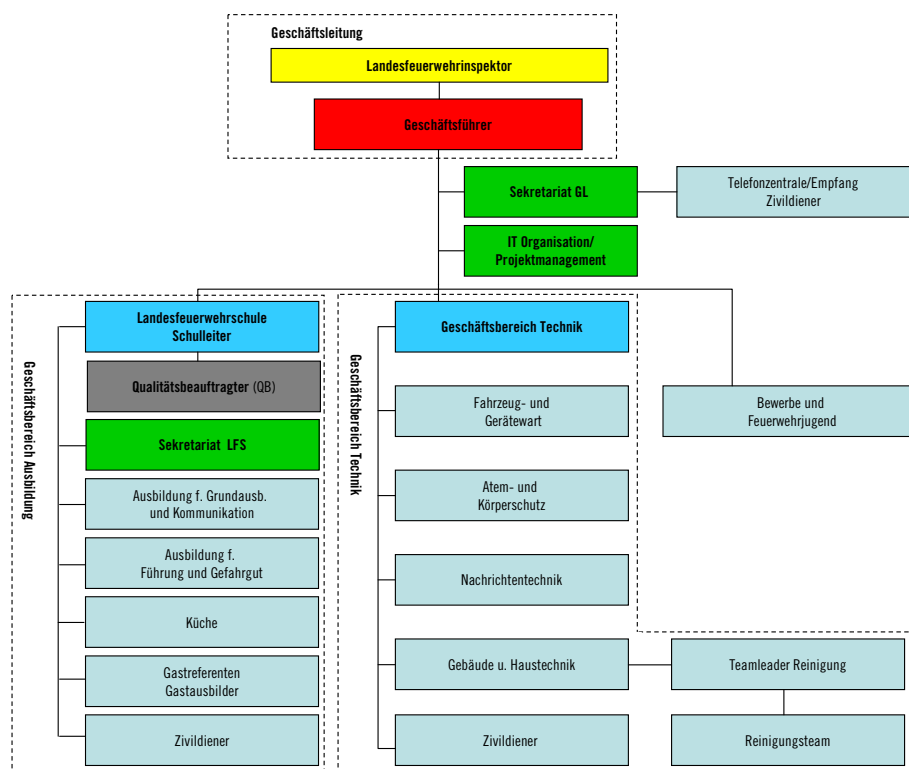 Geschäftsleitung
Landesfeuerwehrinspektor
Geschäftsführer
Sekretariat GL
Telefonzentrale/Empfang
Zivildiener
IT Organisation/
Projektmanagement
Geschäftsbereich Ausbildung
Landesfeuerwehrschule
Schulleiter
Qualitätsbeauftragter (QB)
Sekretariat LFS
Ausbildung f. Grundausb.
und Kommunikation
Ausbildung f.
Führung und Gefahrgut
Küche
Gastreferenten
Gastausbilder
Zivildiener
Geschäftsbereich Technik
Geschäftsbereich Technik
Fahrzeug- und
Gerätewart
Atem- und
Körperschutz
Nachrichtentechnik
Gebäude u. Haustechnik
Zivildiener
Bewerbe und
Feuerwehrjugend
Teamleader Reinigung
Reinigungsteam